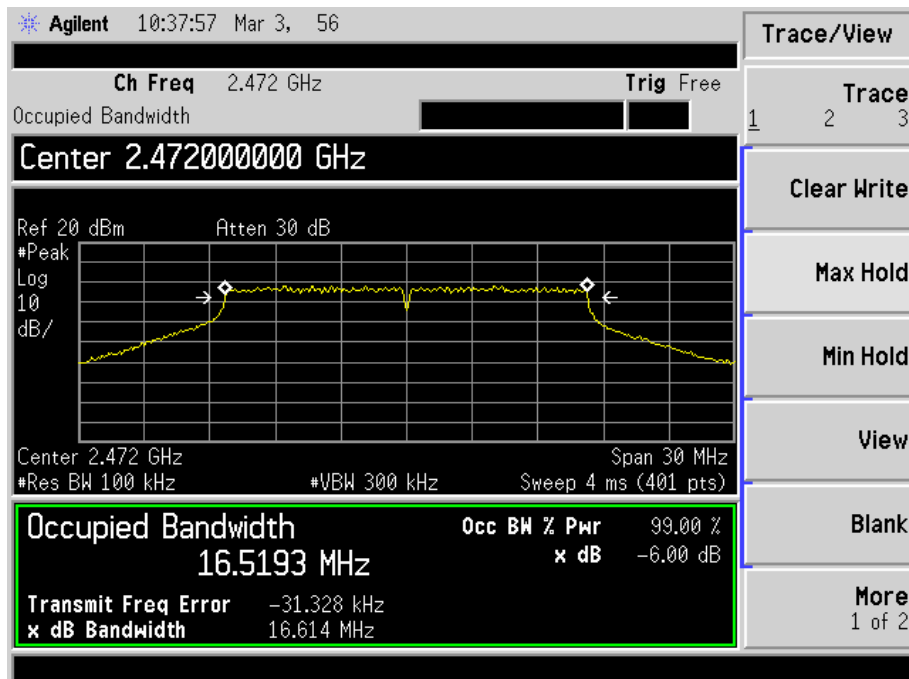 Agilent 10:37:57 Mar 3, 56
Ch Freq 2.472 GHz Trig Free
Occupied Bandwidth
Center 2.472000000 GHz
Ref 20 dBm Atten 30 dB
#Peak
Log
10
dB/
Center 2.472 GHz Span 30 MHz
#Res BW 100 kHz #VBW 300 kHz Sweep 4 ms (401 pts)
Occupied Bandwidth
16.5193 MHz
Occ BW % Pwr 99.00 %
x dB -6.00 dB
Transmit Freq Error -31.328 kHz
x dB Bandwidth 16.614 MHz
Trace/View
Trace
1 2 3
Clear Write
Max Hold
Min Hold
View
Blank
More
1 of 2